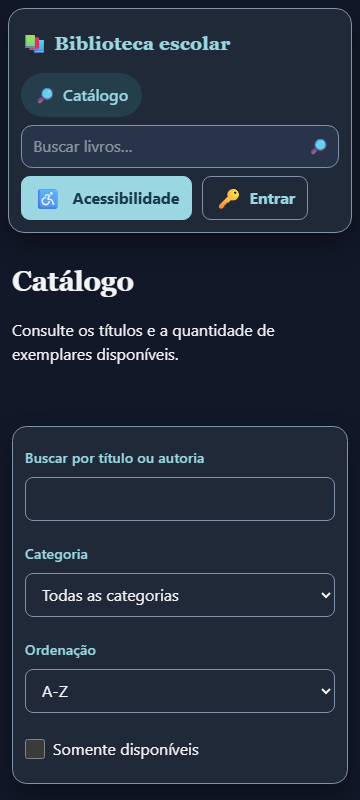 Biblioteca escolar
Catálogo
Buscar livros...
Acessibilidade
Entrar
Catálogo
Consulte os títulos e a quantidade de
exemplares disponíveis.
Buscar por título ou autoria
Categoria
Todas as categorias
Ordenação
A-Z
Somente disponíveis